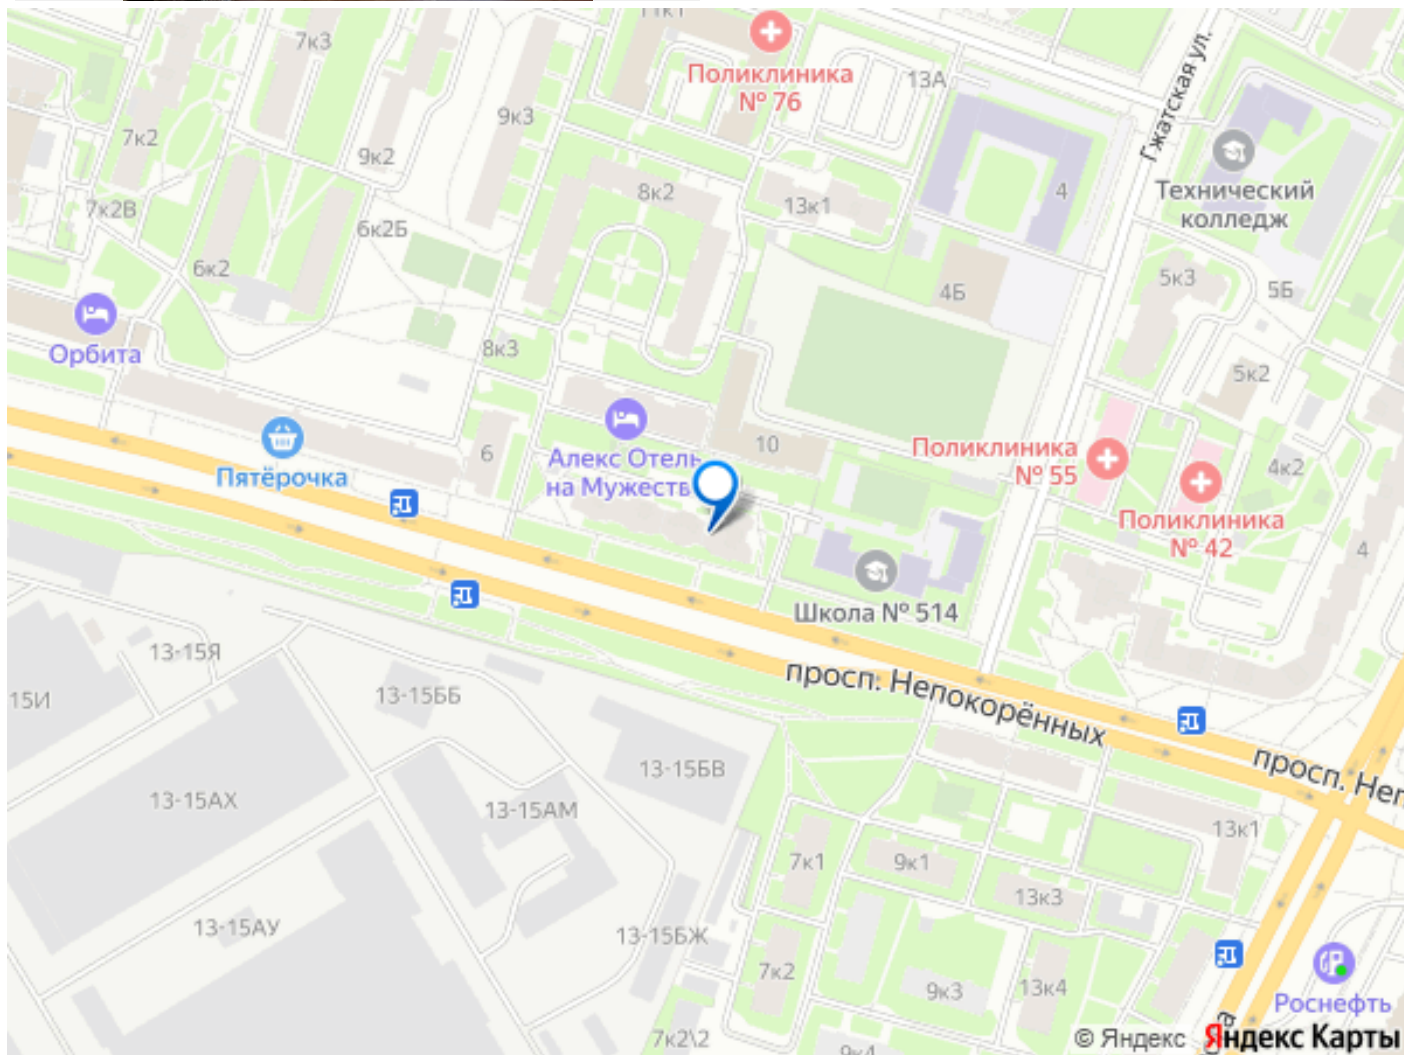 11к1
7к3
Поликлиника
№ 76
13А
Гжатская ул.
9к3
7к2
9к2
Технический
колледж
8к2
4
13к1
7к2В
6к2Б
6к2
4Б
5к3
5Б
Орбита
8к3
5к2
Поликлиника
№ 55
10
6
Алекс Отель
на Мужеств
Пятёрочка
4к2
Поликлиника
№ 42
4
Школа № 514
13-15Я
просп. Непокорённых
15И
13-15ББ
13-15БВ
просп. Неп
13-15АХ
13-15АМ
13к1
7к1
9к1
13к3
13-15АУ
13-15БЖ
7к2
9к3
13к4
Роснефть
а
7к2\2
9к4
© Яндекс Яндекс Карты